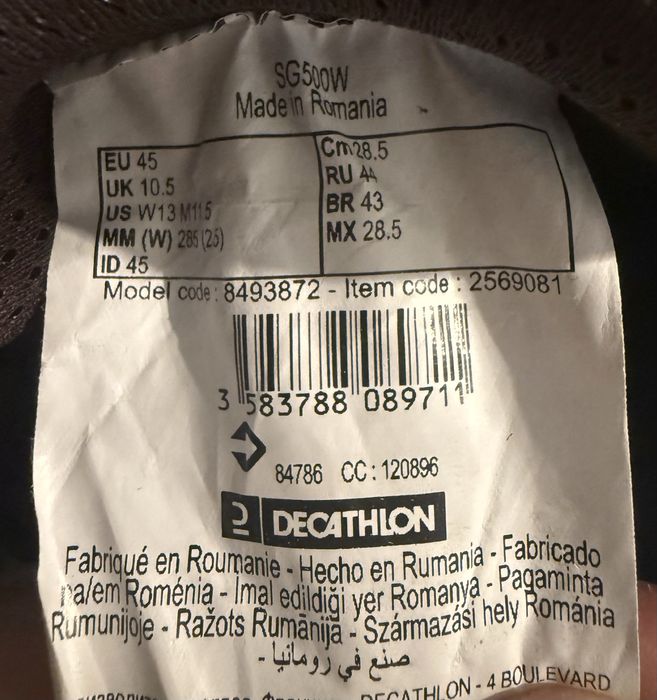 SG500W
Made in Romania
EU 45
UK 10.5
US W13 M11.5
MM (W) 285 (25)
ID 45
Cm 28.5
RU 44
BR 43
MX 28.5
Model code : 8493872 - Item code : 2569081
3 583788 089711
84786 CC : 120896
DECATHLON
Fabriqué en Roumanie - Hecho en Rumania - Fabricado
na/em Roménia - Imal edildiği yer Romanya - Pagaminta
Rumunijoje - Ražots Rumānijā - Származási hely Románia
صنع في رومانيا -
DECATHLON - 4 BOULEVARD